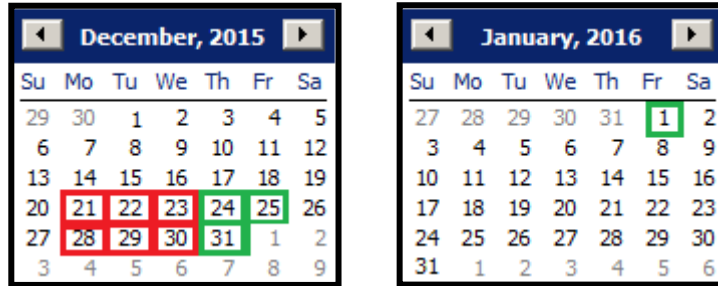 December, 2015
Su Mo Tu We Th Fr Sa
29 30 1 2 3 4 5
6 7 8 9 10 11 12
13 14 15 16 17 18 19
20 21 22 23 24 25 26
27 28 29 30 31 1 2
3 4 5 6 7 8 9
January, 2016
Su Mo Tu We Th Fr Sa
27 28 29 30 31 1 2
3 4 5 6 7 8 9
10 11 12 13 14 15 16
17 18 19 20 21 22 23
24 25 26 27 28 29 30
31 1 2 3 4 5 6